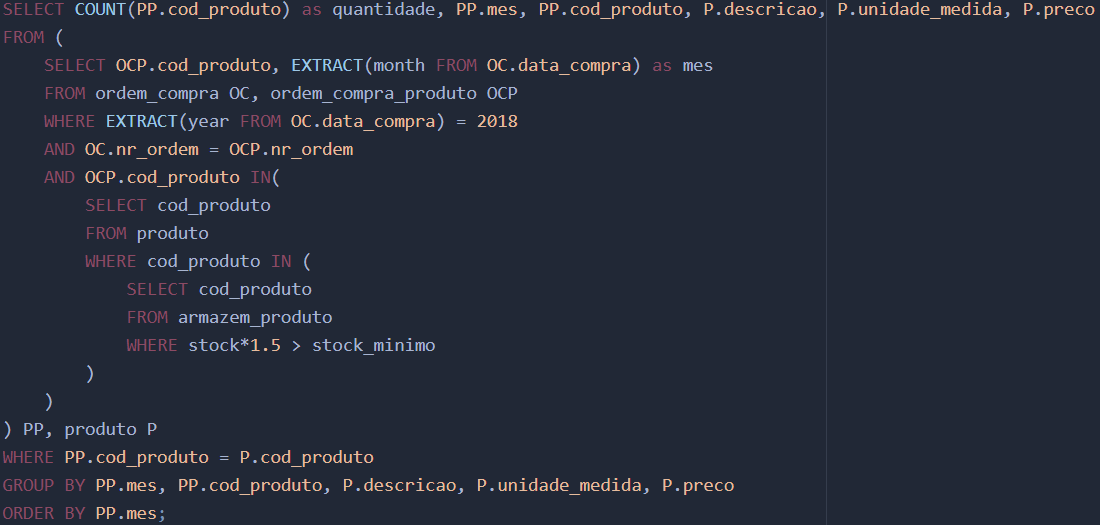 SELECT COUNT(PP.cod_produto) as quantidade, PP.mes, PP.cod_produto, P.descricao, P.unidade_medida, P.preco
FROM (
    SELECT OCP.cod_produto, EXTRACT(month FROM OC.data_compra) as mes
    FROM ordem_compra OC, ordem_compra_produto OCP
    WHERE EXTRACT(year FROM OC.data_compra) = 2018
    AND OC.nr_ordem = OCP.nr_ordem
    AND OCP.cod_produto IN(
        SELECT cod_produto
        FROM produto
        WHERE cod_produto IN (
            SELECT cod_produto
            FROM armazem_produto
            WHERE stock*1.5 > stock_minimo
        )
    )
) PP, produto P
WHERE PP.cod_produto = P.cod_produto
GROUP BY PP.mes, PP.cod_produto, P.descricao, P.unidade_medida, P.preco
ORDER BY PP.mes;